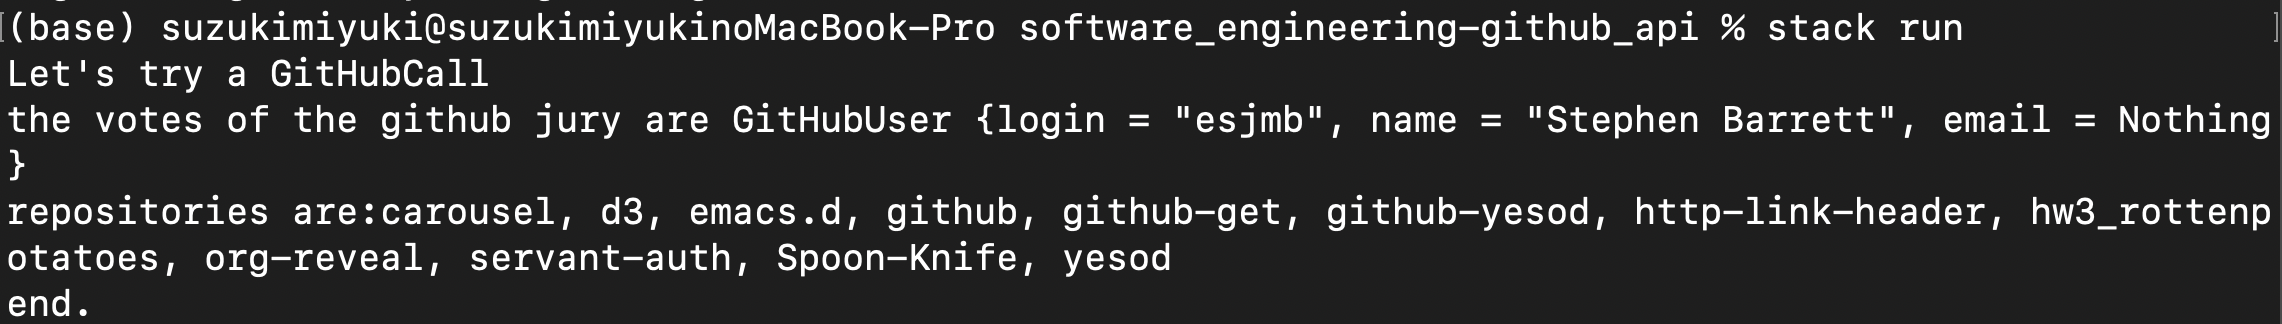 (base) suzukimiyuki@suzukimiyukinoMacBook-Pro software_engineering-github_api % stack run
Let's try a GitHubCall
the votes of the github jury are GitHubUser {login = "esjmb", name = "Stephen Barrett", email = Nothing
}
repositories are:carousel, d3, emacs.d, github, github-get, github-yesod, http-link-header, hw3_rottenp
otatoes, org-reveal, servant-auth, Spoon-Knife, yesod
end.